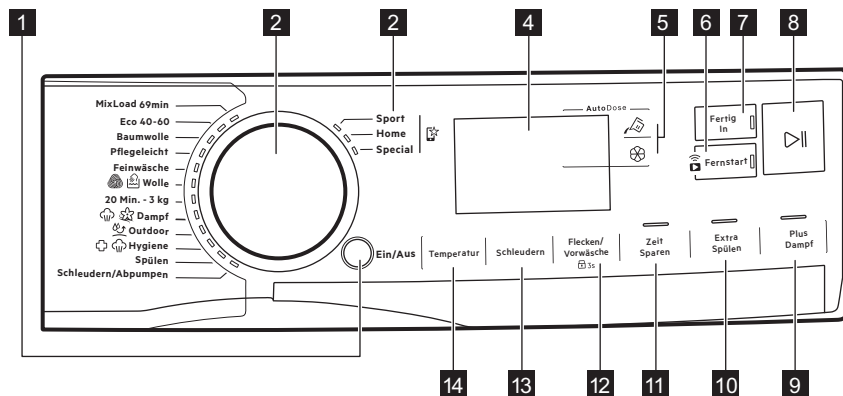 1
2
2
4
5
6
7
8
MixLoad 69min
Eco 40-60
Baumwolle
Pflegeleicht
Feinwäsche
Wolle
20 Min. - 3 kg
Dampf
Outdoor
Hygiene
Spülen
Schleudern/Abpumpen
Sport
Home
Special
AutoDose
Fertig
In
Fernstart
Ein/Aus
Temperatur
Schleudern
Flecken/
Vorwäsche
3s
Zeit
Sparen
Extra
Spülen
Plus
Dampf
14
13
12
11
10
9